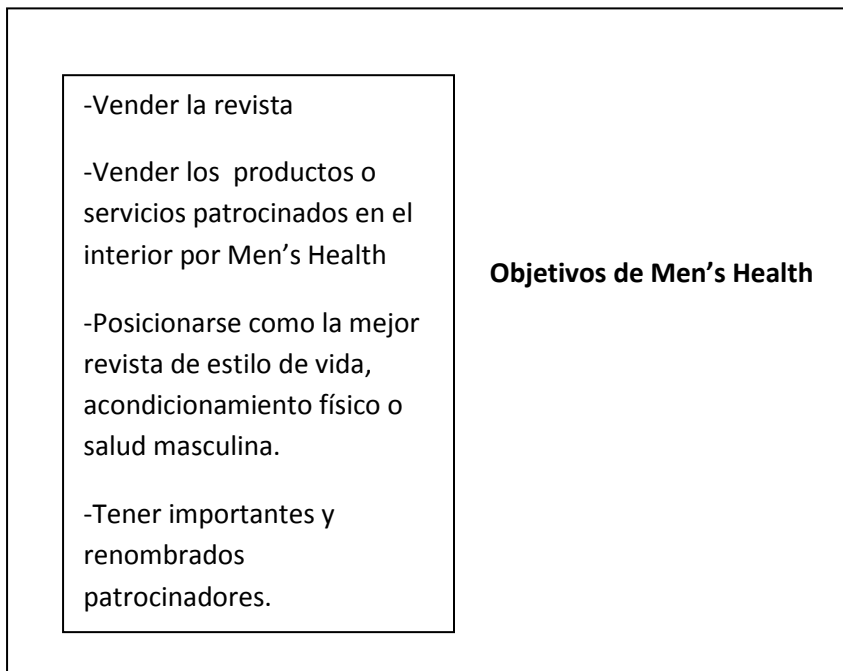 -Vender la revista
-Vender los productos o
servicios patrocinados en el
interior por Men’s Health
-Posicionarse como la mejor
revista de estilo de vida,
acondicionamiento físico o
salud masculina.
-Tener importantes y
renombrados
patrocinadores.
Objetivos de Men’s Health